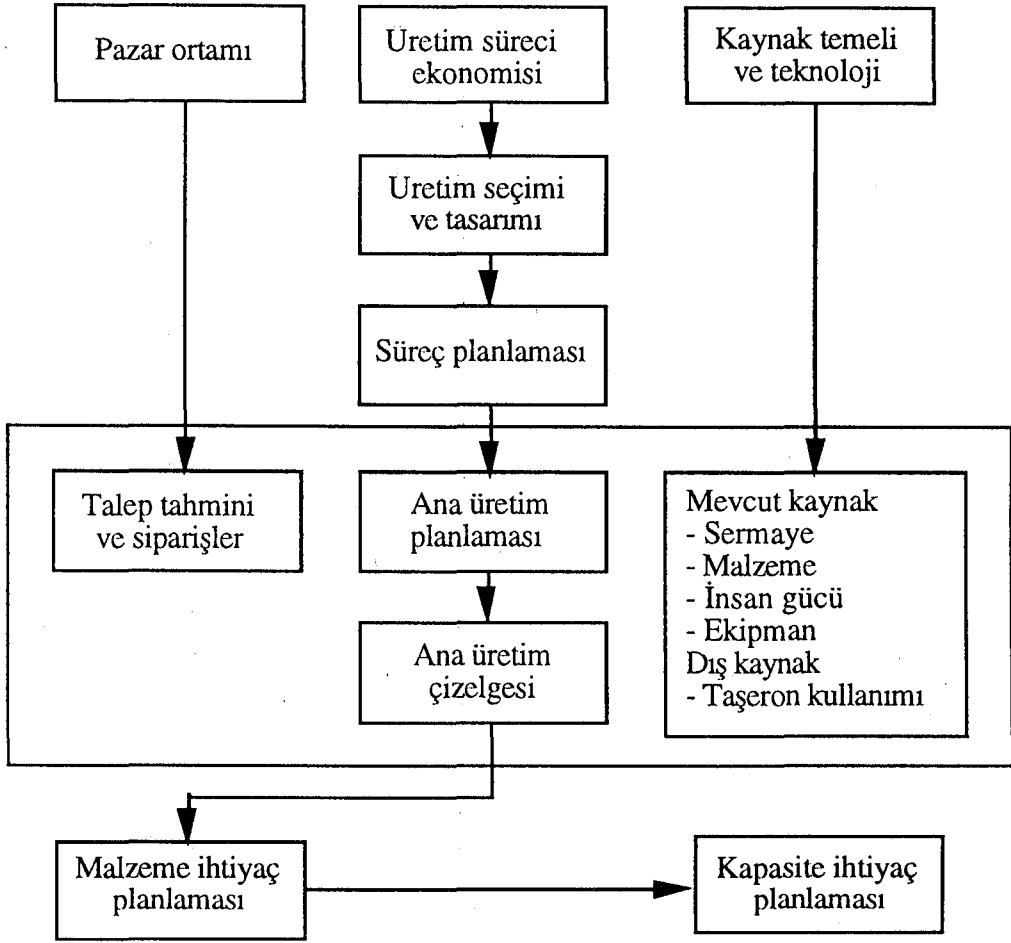 Pazar ortamı
Uretim süreci
ekonomisi
Kaynak temeli
ve teknoloji
Uretim seçimi
ve tasarımı
Süreç planlaması
Talep tahmini
ve siparişler
Ana üretim
planlaması
Mevcut kaynak
- Sermaye
- Malzeme
- İnsan gücü
- Ekipman
Dış kaynak
- Taşeron kullanımı
Ana üretim
çizelgesi
Malzeme ihtiyaç
planlaması
Kapasite ihtiyaç
planlaması